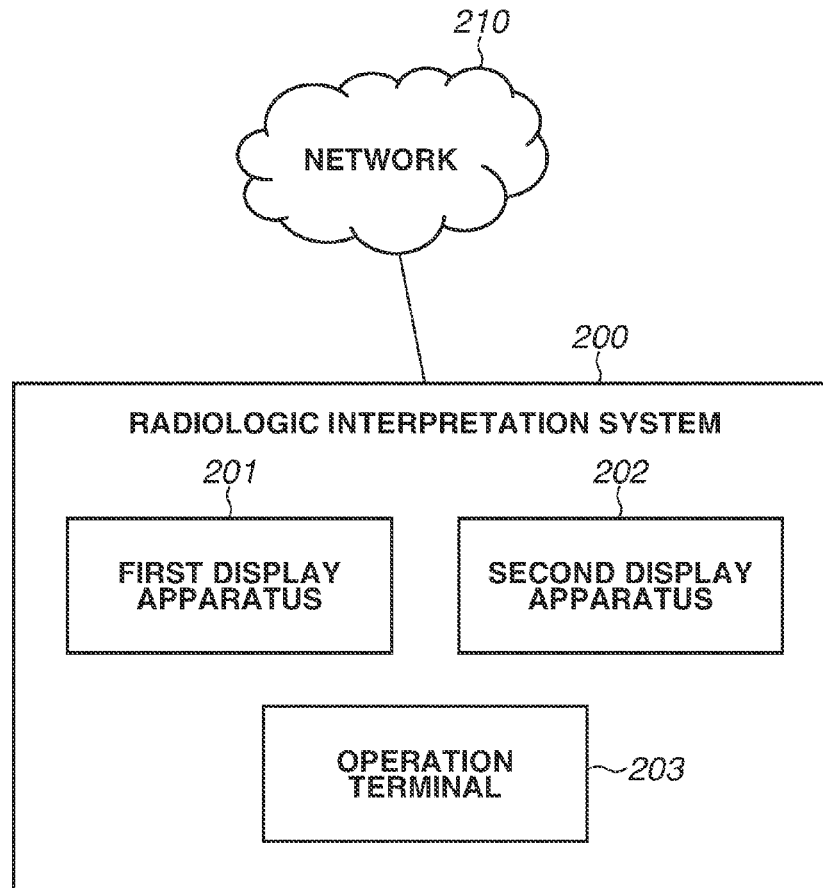 210
NETWORK
200
RADIOLOGIC INTERPRETATION SYSTEM
201
202
FIRST DISPLAY
APPARATUS
SECOND DISPLAY
APPARATUS
OPERATION
TERMINAL
203